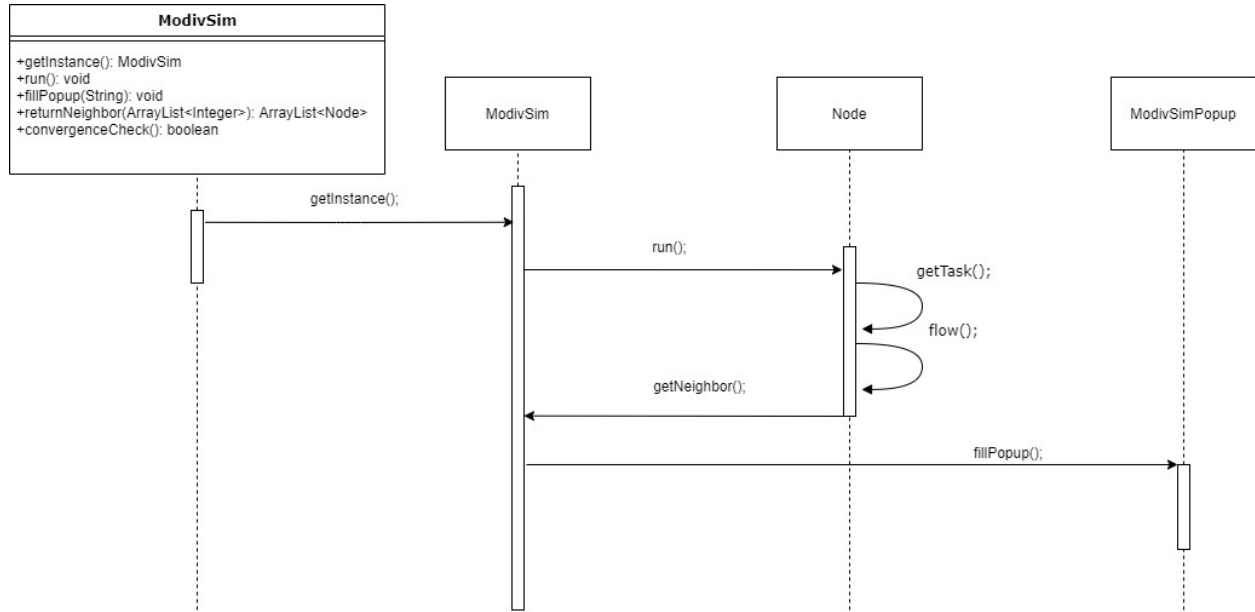 ModivSim
+getInstance(): ModivSim
+run(): void
+fillPopup(String): void
+returnNeighbor(ArrayList<Integer>): ArrayList<Node>
+convergenceCheck(): boolean
ModivSim
Node
ModivSimPopup
getInstance();
run();
getTask();
flow();
getNeighbor();
fillPopup();